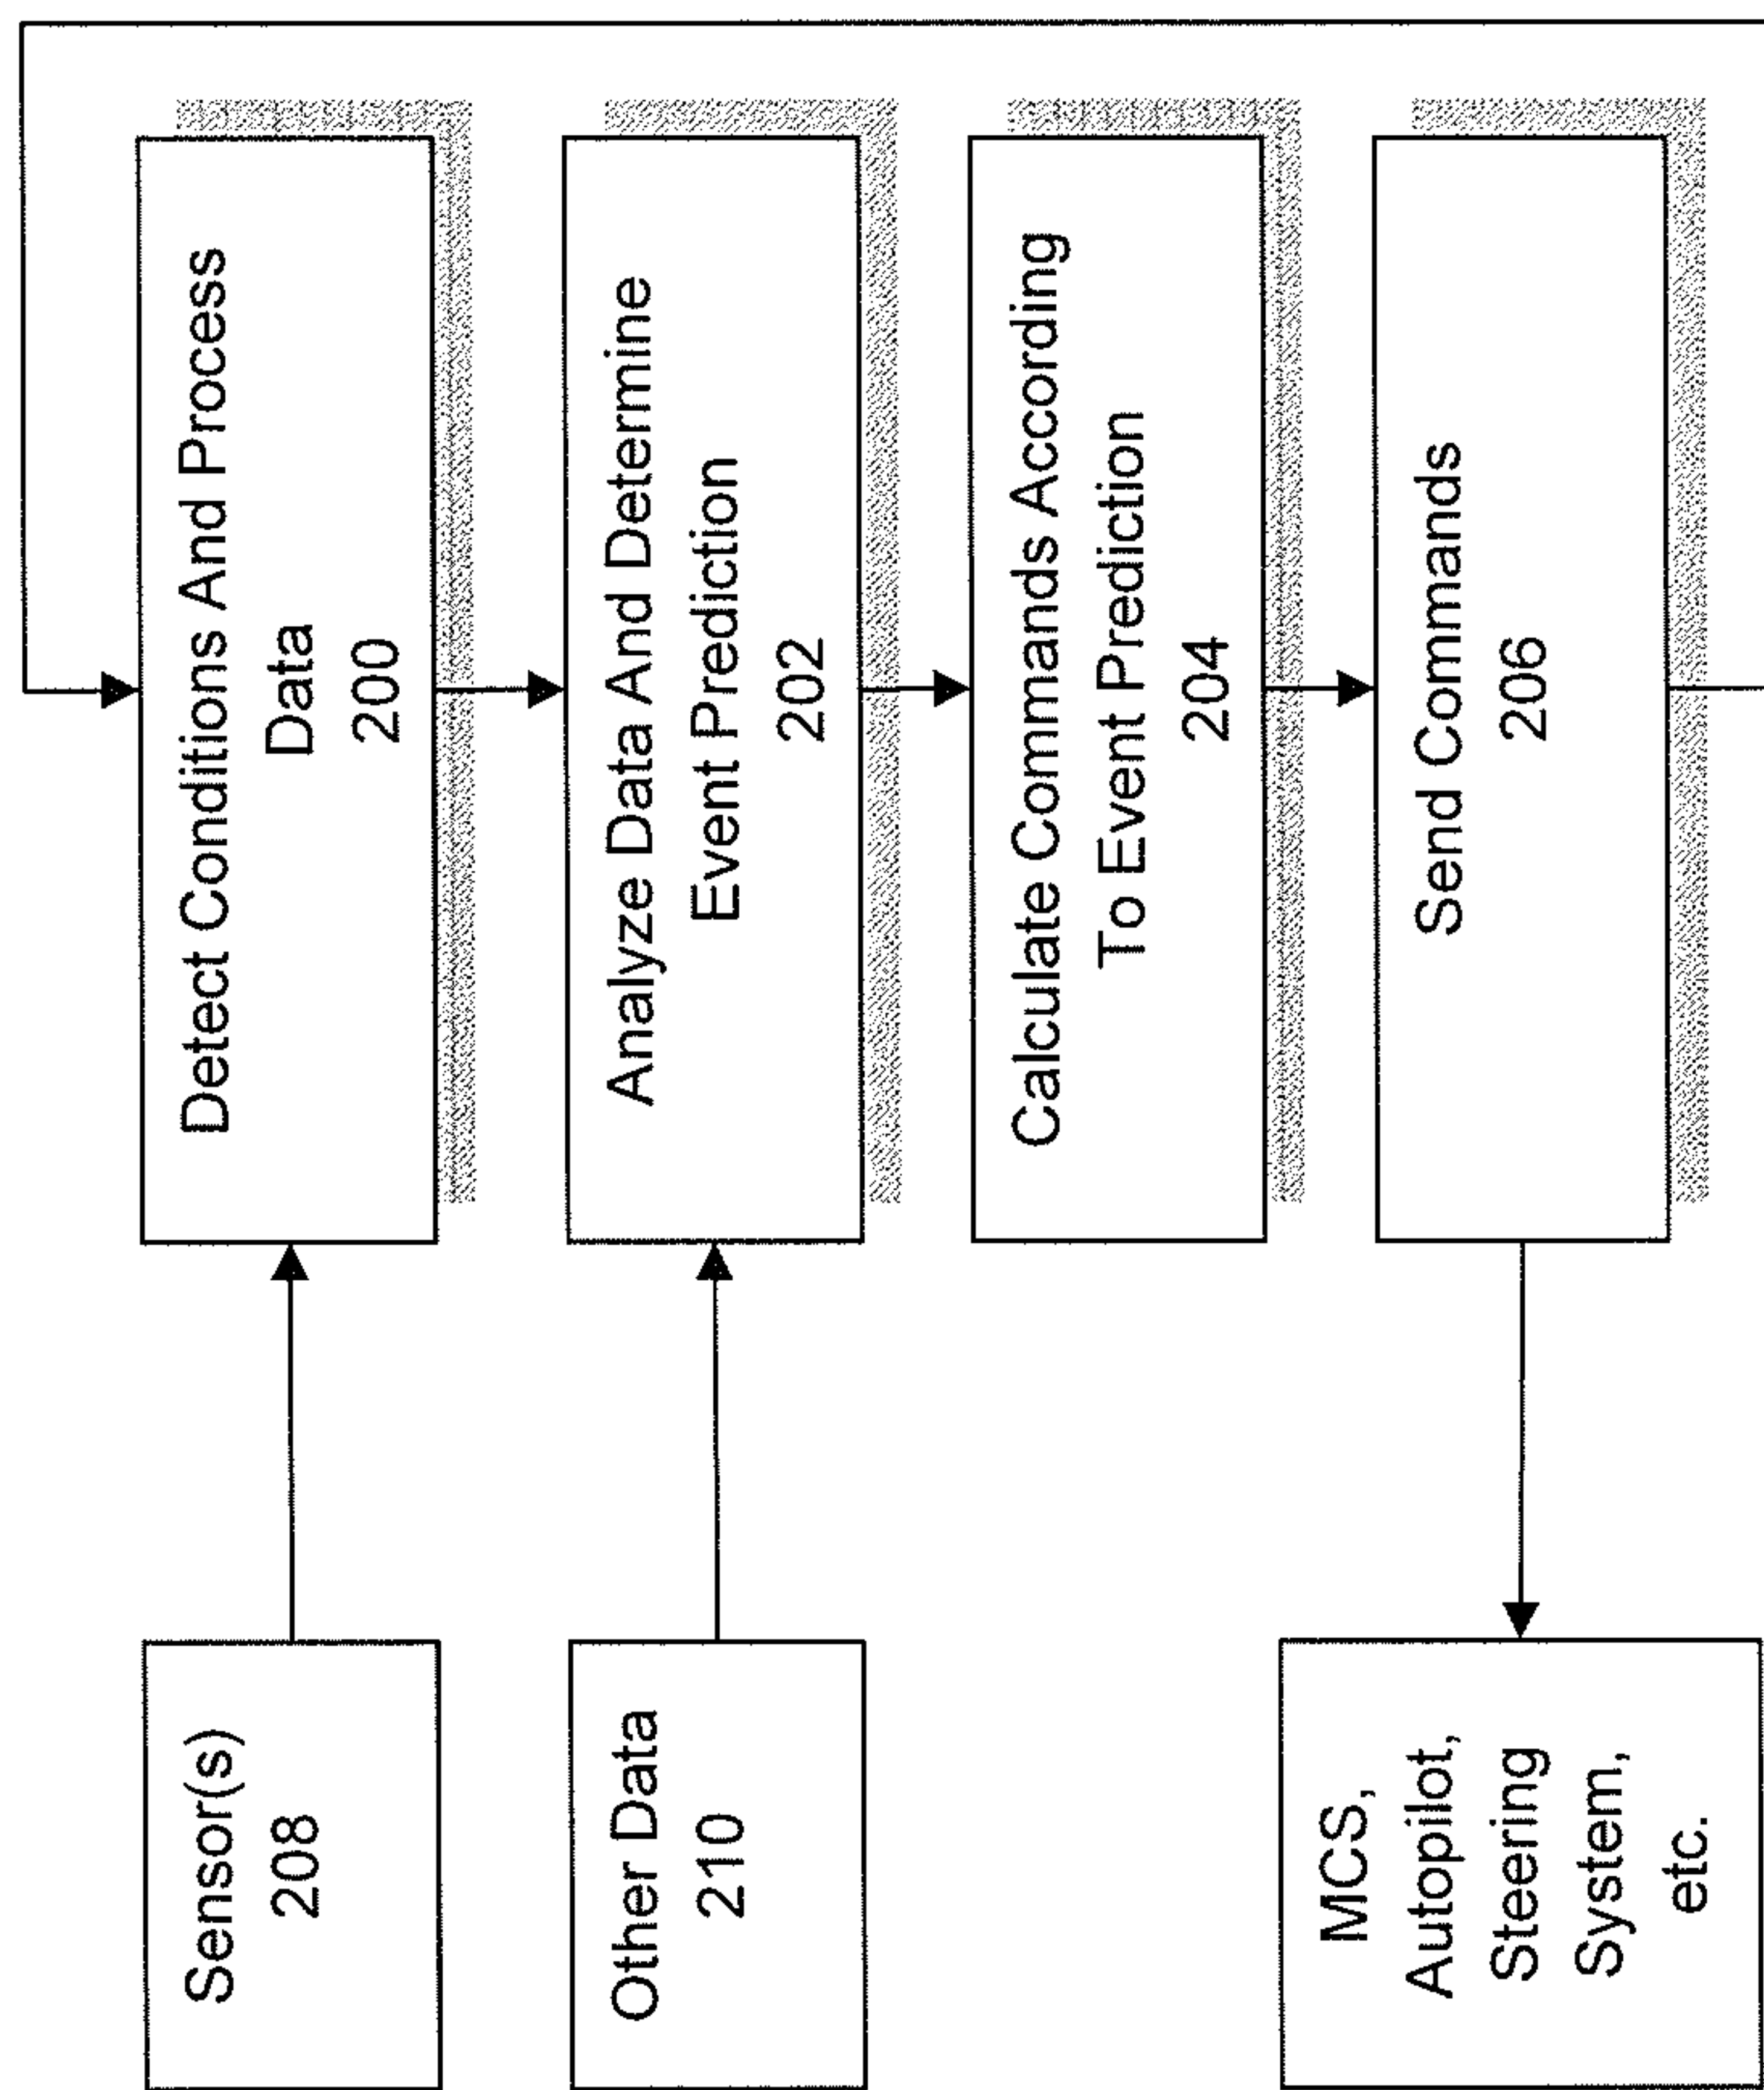 Detect Conditions And Process
Data
200
Analyze Data And Determine
Event Prediction
202
Calculate Commands According
To Event Prediction
204
Send Commands
206
Sensor(s)
208
Other Data
210
MCS,
Autopilot,
Steering
System,
etc.